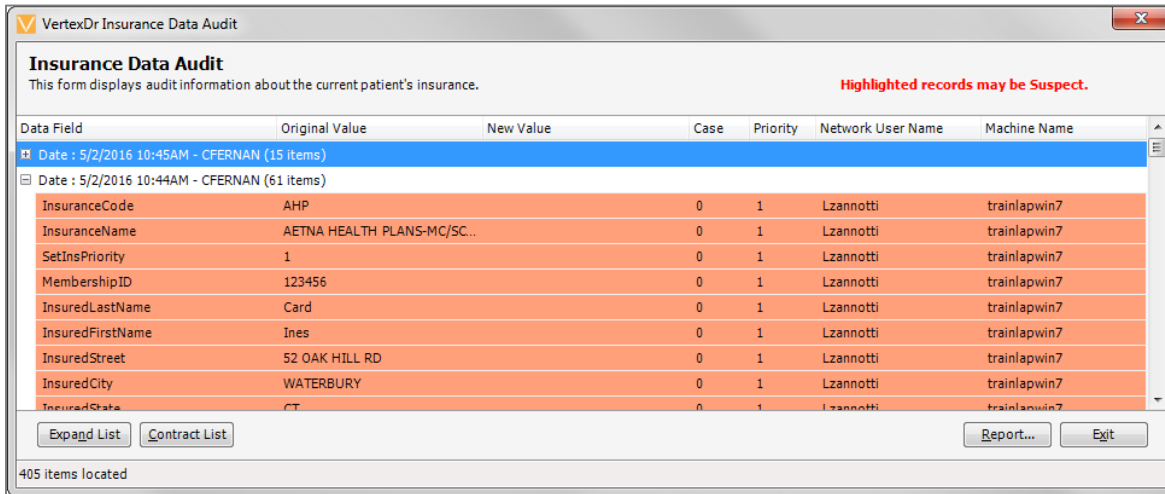 VertexDr Insurance Data Audit
Insurance Data Audit
This form displays audit information about the current patient's insurance.
Highlighted records may be Suspect.
Data Field Original Value New Value Case Priority Network User Name Machine Name
Date : 5/2/2016 10:45AM - CFERNAN (15 items)
Date : 5/2/2016 10:44AM - CFERNAN (61 items)
InsuranceCode AHP 0 1 Lzannotti trainlapwin7
InsuranceName AETNA HEALTH PLANS-MC/SC... 0 1 Lzannotti trainlapwin7
SetInsPriority 1 0 1 Lzannotti trainlapwin7
MembershipID 123456 0 1 Lzannotti trainlapwin7
InsuredLastName Card 0 1 Lzannotti trainlapwin7
InsuredFirstName Ines 0 1 Lzannotti trainlapwin7
InsuredStreet 52 OAK HILL RD 0 1 Lzannotti trainlapwin7
InsuredCity WATERBURY 0 1 Lzannotti trainlapwin7
InsuredState CT 0 1 Lzannotti trainlapwin7
Expand List Contract List Report... Exit
405 items located